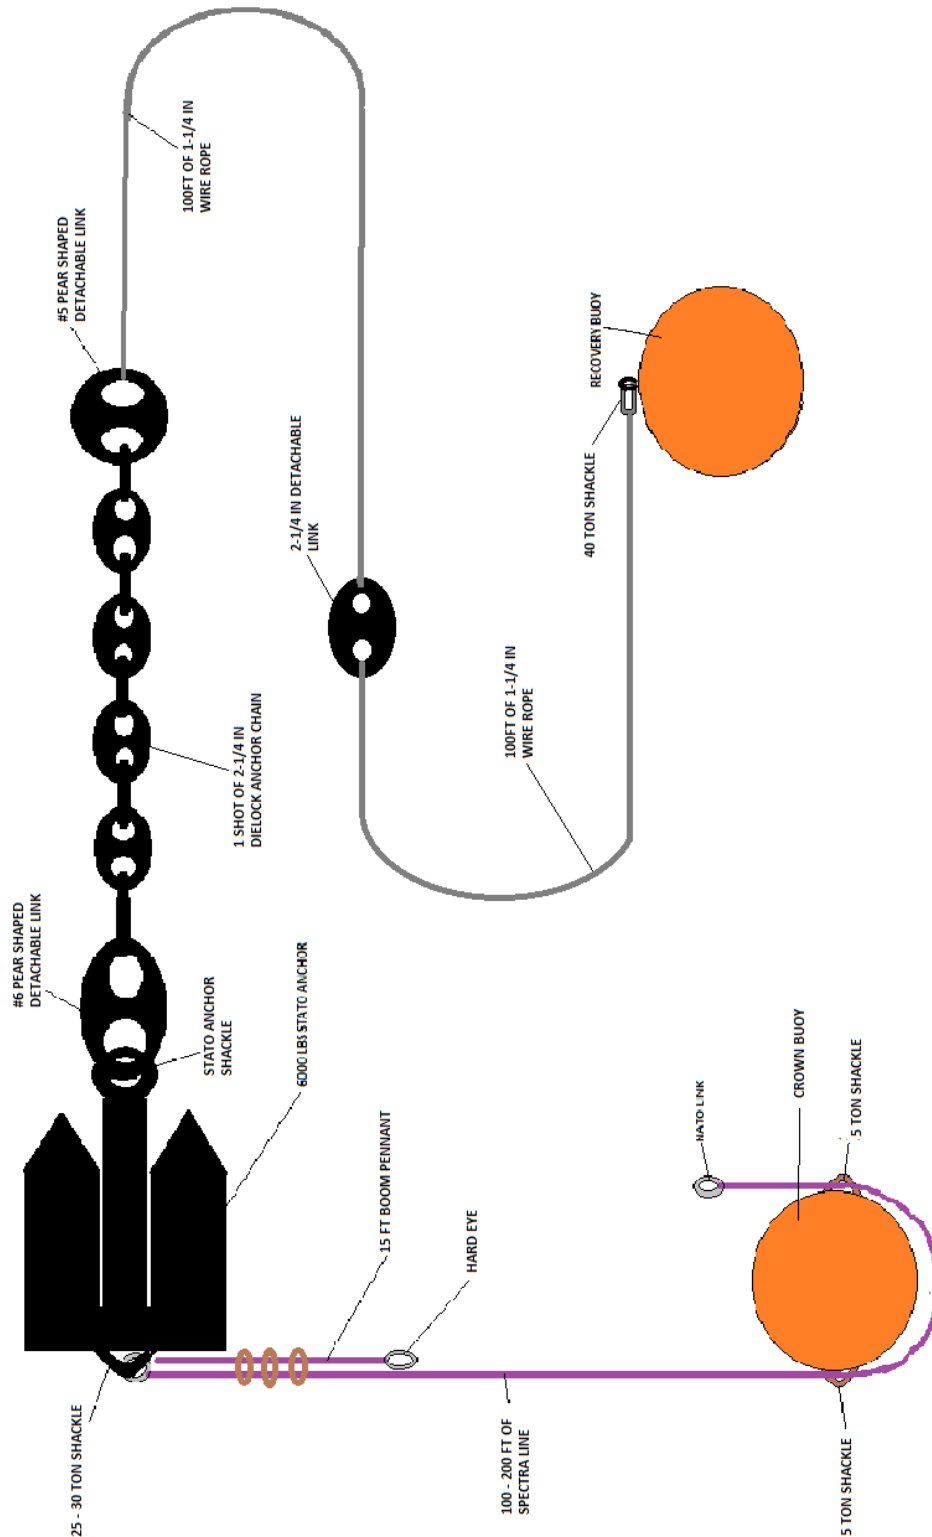 #5 PEAR SHAPED
DETACHABLE LINK
100FT OF 1-1/4 IN
WIRE ROPE
RECOVERY BUOY
40 TON SHACKLE
2-1/4 IN DETACHABLE
LINK
100FT OF 1-1/4 IN
WIRE ROPE
1 SHOT OF 2-1/4 IN
DIELOCK ANCHOR CHAIN
#6 PEAR SHAPED
DETACHABLE LINK
STATO ANCHOR
SHACKLE
6000 LBS STATO ANCHOR
15 FT BOOM PENNANT
HARD EYE
NATO LINK
CROWN BUOY
5 TON SHACKLE
25 - 30 TON SHACKLE
100 - 200 FT OF
SPECTRA LINE
5 TON SHACKLE